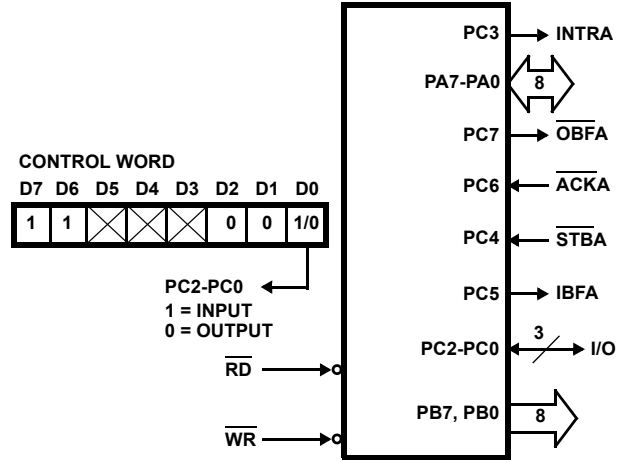 CONTROL WORD
D7 D6 D5 D4 D3 D2 D1 D0
1 1 0 0 1/0
PC2-PC0
1 = INPUT
0 = OUTPUT
RD
WR
PC3 INTRA
PA7-PA0 8
PC7 OBFA
PC6 ACKA
PC4 STBA
PC5 IBFA
PC2-PC0 3 I/O
PB7, PB0 8